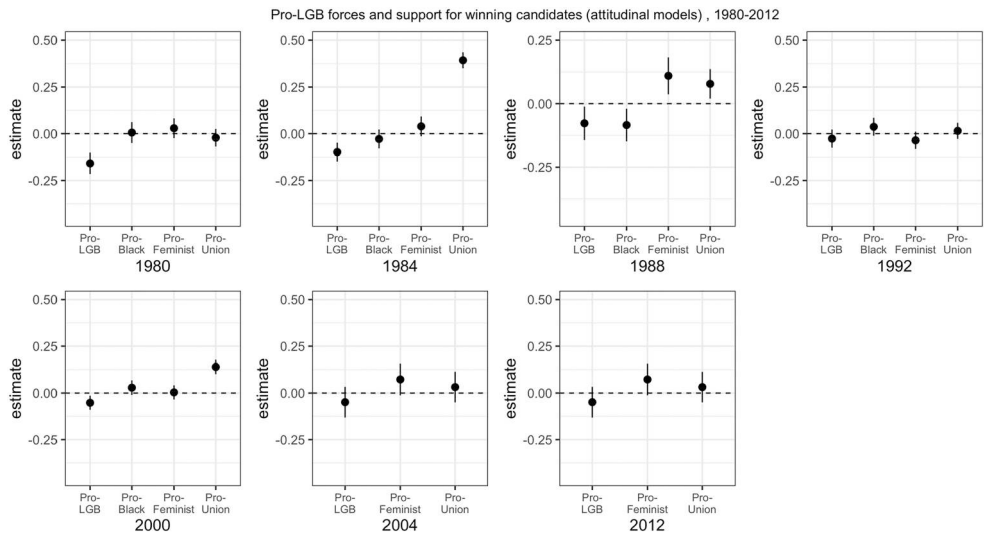 Pro-LGB forces and support for winning candidates (attitudinal models) , 1980-2012
estimate
0.50
0.25
0.00
-0.25
Pro-LGB
Pro-Black
Pro-Feminist
Pro-Union
1980
estimate
0.50
0.25
0.00
-0.25
Pro-LGB
Pro-Black
Pro-Feminist
Pro-Union
1984
estimate
0.25
0.00
-0.25
Pro-LGB
Pro-Black
Pro-Feminist
Pro-Union
1988
estimate
0.50
0.25
0.00
-0.25
Pro-LGB
Pro-Black
Pro-Feminist
Pro-Union
1992
estimate
0.50
0.25
0.00
-0.25
Pro-LGB
Pro-Black
Pro-Feminist
Pro-Union
2000
estimate
0.50
0.25
0.00
-0.25
Pro-LGB
Pro-Feminist
Pro-Union
2004
estimate
0.50
0.25
0.00
-0.25
Pro-LGB
Pro-Feminist
Pro-Union
2012